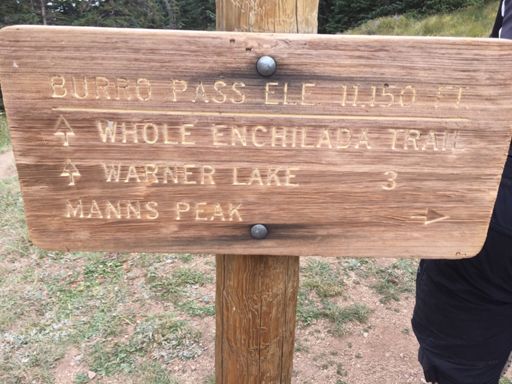 BURRO PASS ELE. 11,150 FT.
WHOLE ENCHILADA TRAIL
WARNER LAKE 3
MANNS PEAK